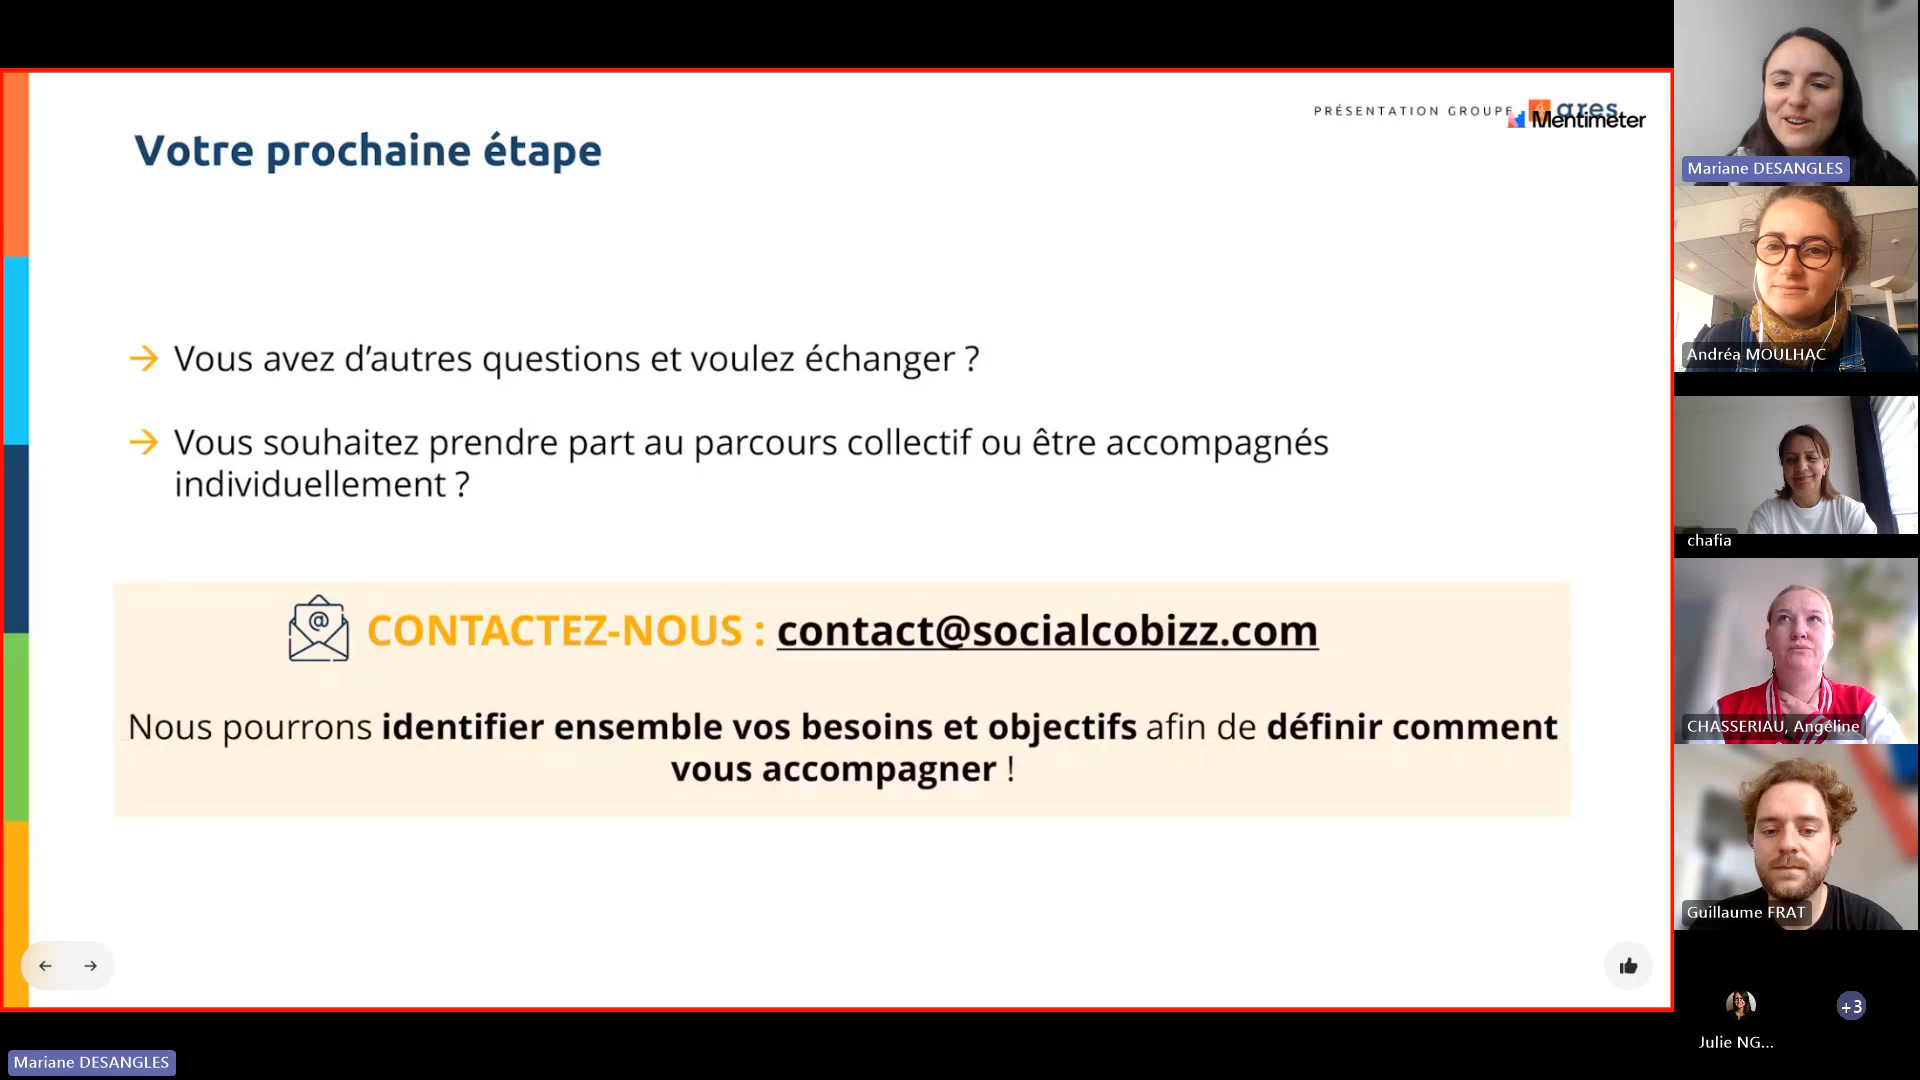 PRÉSENTATION GROUPE
ares
Mentimeter
Votre prochaine étape
→ Vous avez d’autres questions et voulez échanger ?
→ Vous souhaitez prendre part au parcours collectif ou être accompagnés
individuellement ?
@
CONTACTEZ-NOUS : contact@socialcobizz.com
Nous pourrons identifier ensemble vos besoins et objectifs afin de définir comment
vous accompagner !
Mariane DESANGLES
Mariane DESANGLES
Andréa MOULHAC
chafia
CHASSERIAU, Angéline
Guillaume FRAT
Julie NG...
+3